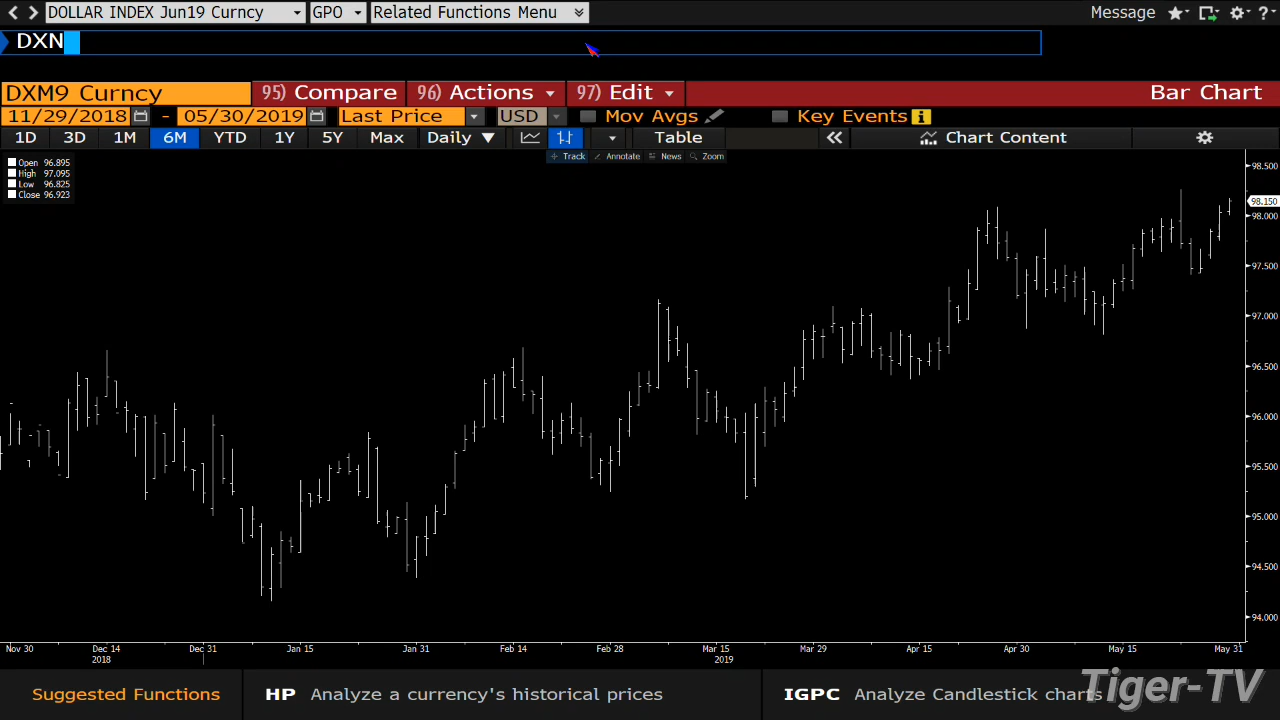 DOLLAR INDEX Jun19 Curncy GPO Related Functions Menu Message ?
DXN
DXM9 Curncy 95) Compare 96) Actions 97) Edit Bar Chart
11/29/2018 - 05/30/2019 Last Price USD Mov Avgs Key Events i
1D 3D 1M 6M YTD 1Y 5Y Max Daily Table Chart Content
Track Annotate News Zoom
Open 96.895
High 97.095
Low 96.825
Close 96.923
98.500
98.150
98.000
97.500
97.000
96.500
96.000
95.500
95.000
94.500
94.000
Nov 30 Dec 14 Dec 31 Jan 15 Jan 31 Feb 14 Feb 28 Mar 15 Mar 29 Apr 15 Apr 30 May 15 May 31
2018 2019
Suggested Functions HP Analyze a currency's historical prices IGPC Analyze Candlestick charts
Tiger-TV